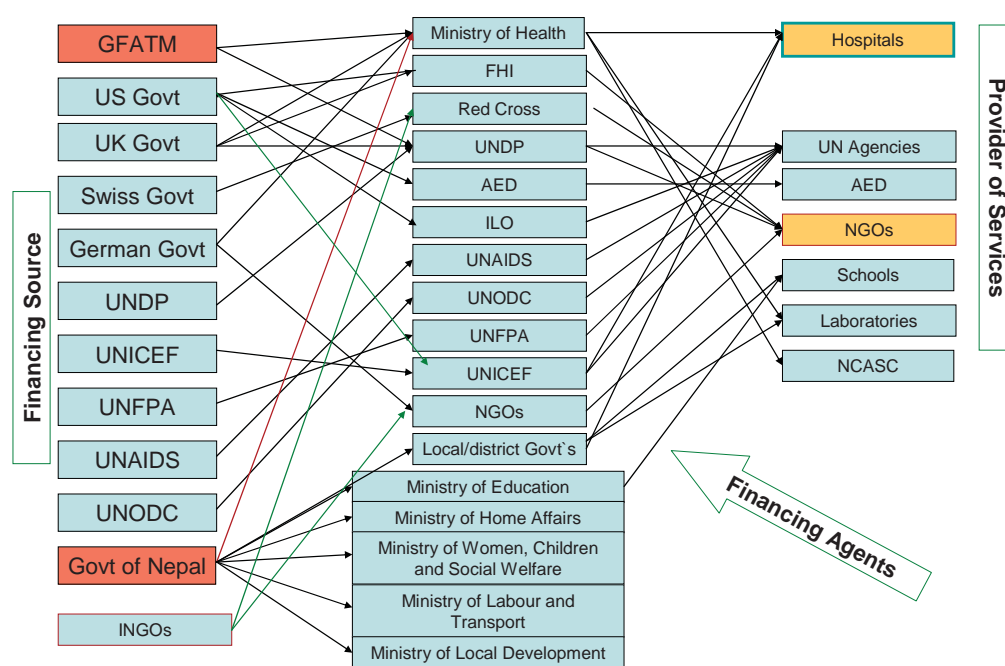 Financing Source
GFATM
US Govt
UK Govt
Swiss Govt
German Govt
UNDP
UNICEF
UNFPA
UNAIDS
UNODC
Govt of Nepal
INGOs
Ministry of Health
FHI
Red Cross
UNDP
AED
ILO
UNAIDS
UNODC
UNFPA
UNICEF
NGOs
Local/district Govt`s
Ministry of Education
Ministry of Home Affairs
Ministry of Women, Children
and Social Welfare
Ministry of Labour and
Transport
Ministry of Local Development
Financing Agents
Hospitals
UN Agencies
AED
NGOs
Schools
Laboratories
NCASC
Provider of Services